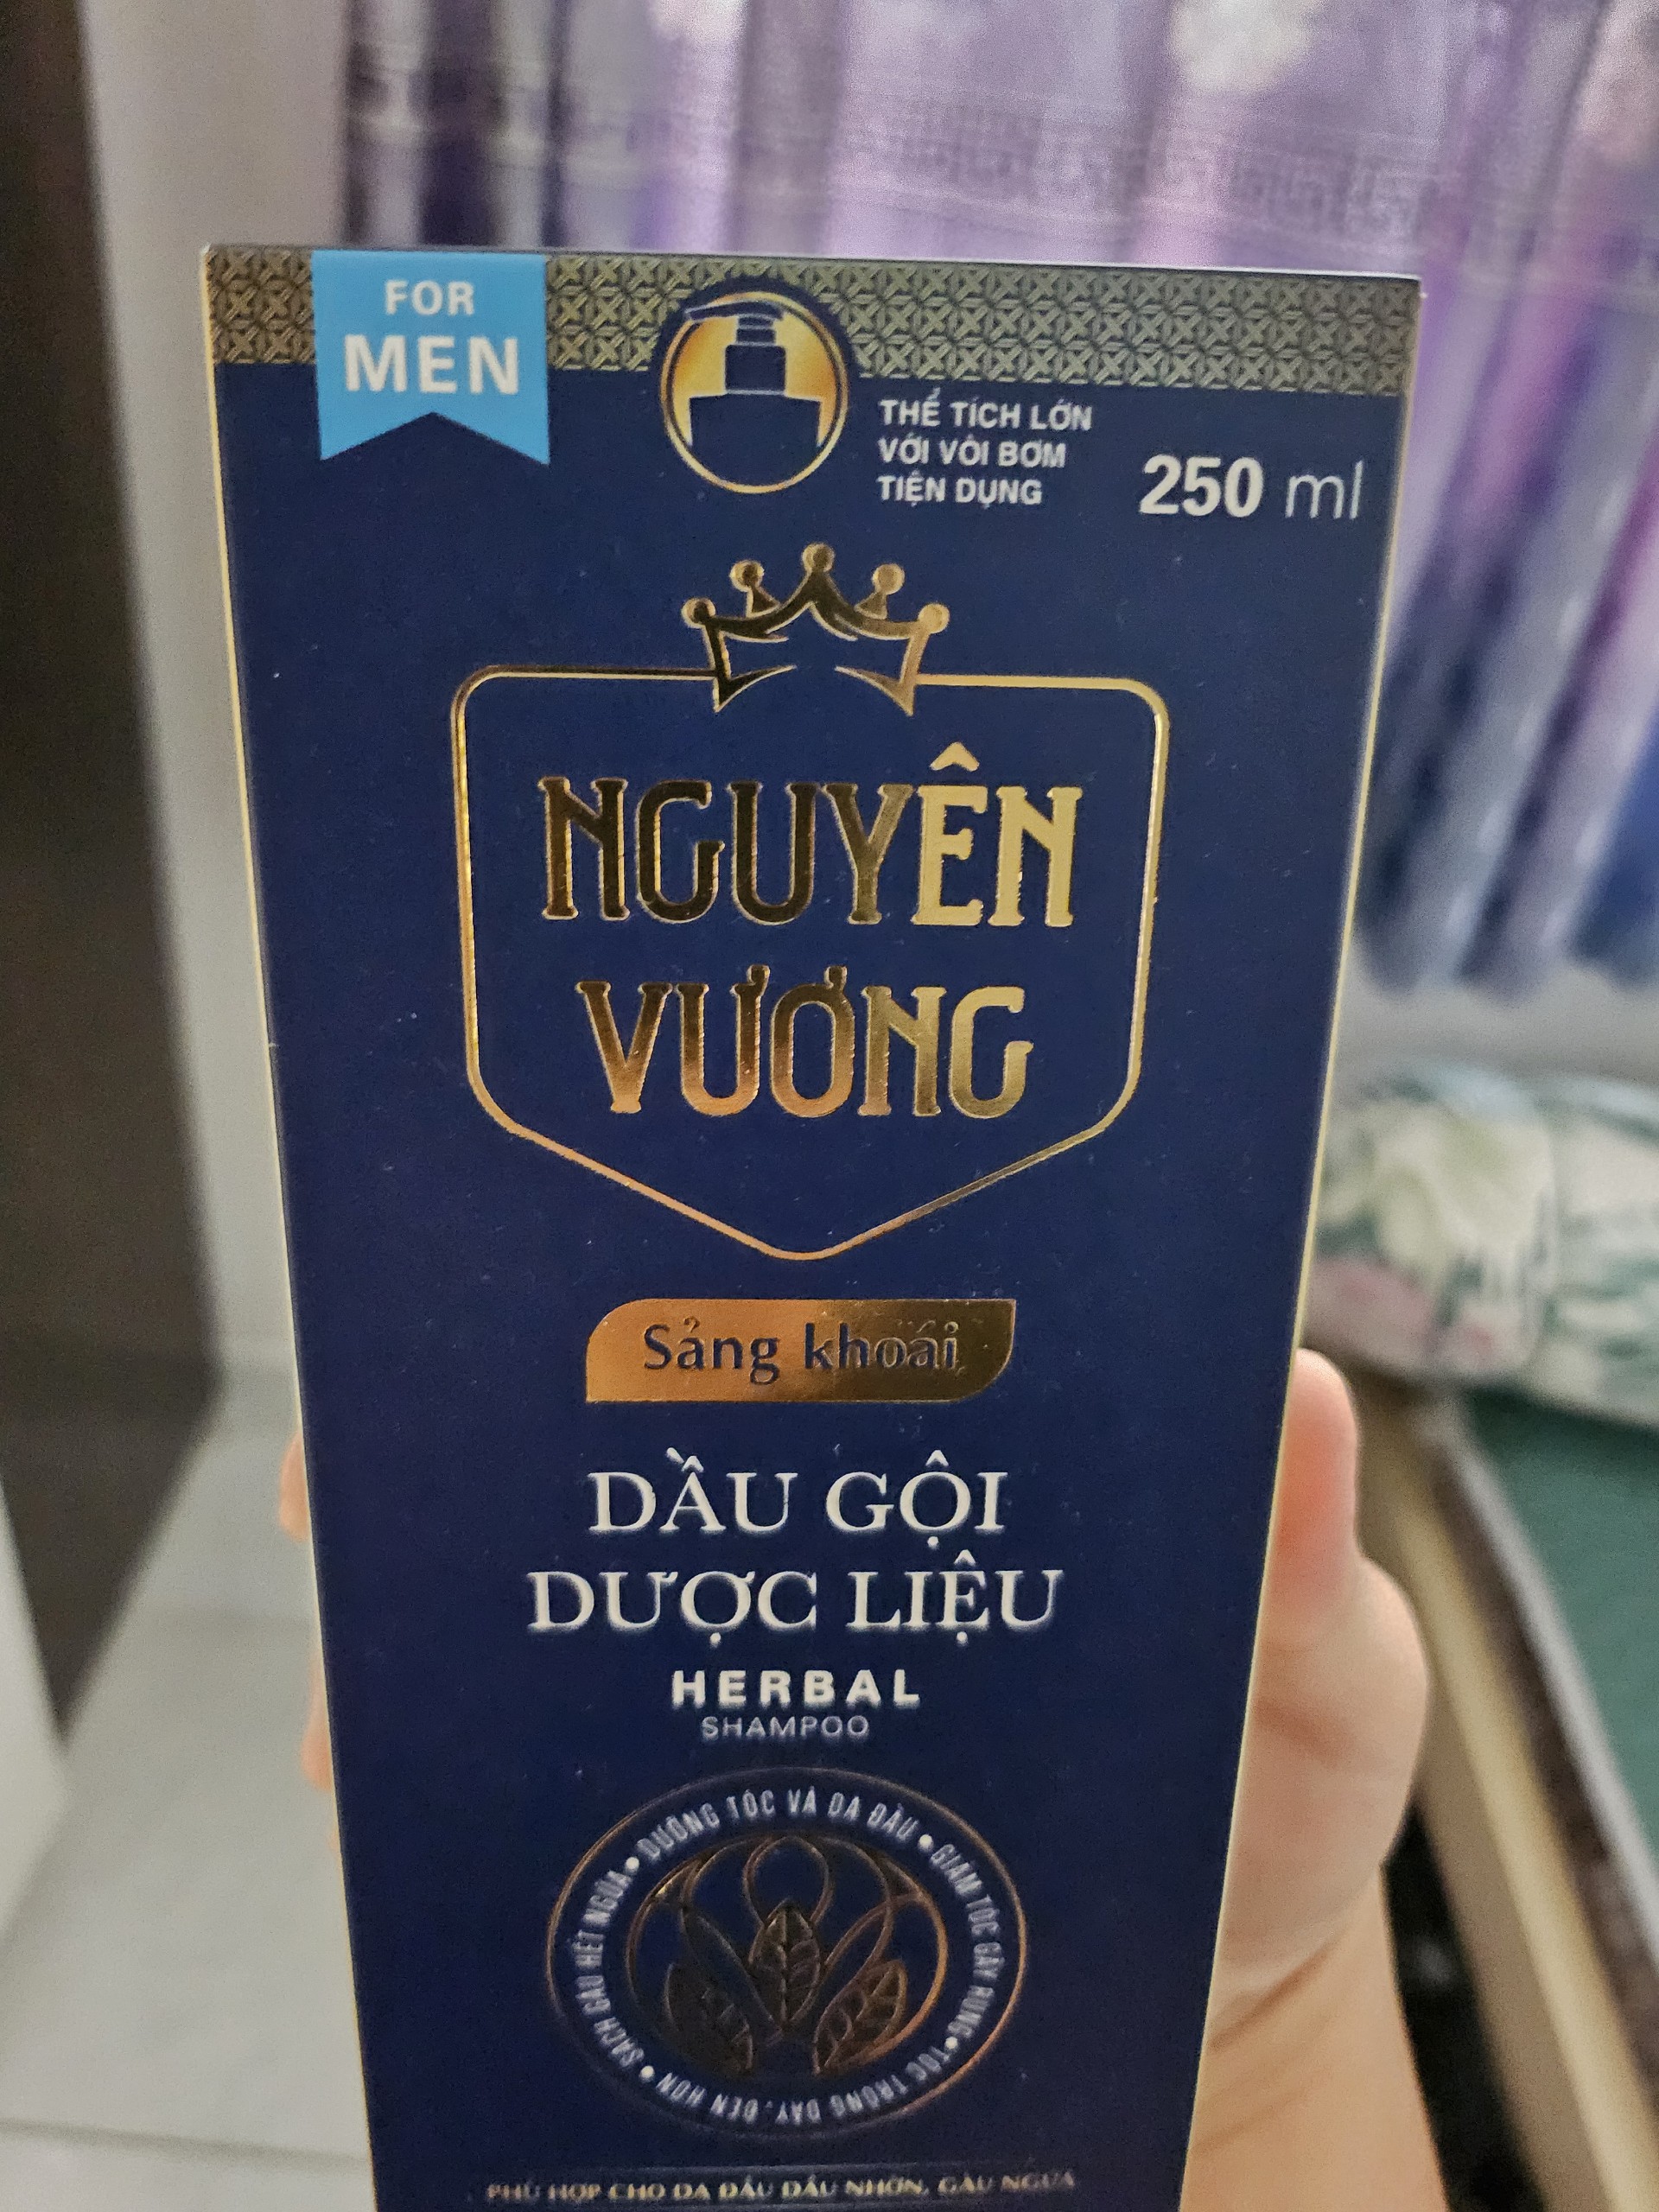 FOR
MEN
THỂ TÍCH LỚN
VỚI VÒI BƠM
TIỆN DỤNG
250 ml
NGUYÊN
VƯƠNG
Sảng khoái
DẦU GỘI
DƯỢC LIỆU
HERBAL
SHAMPOO
SẠCH GÀU HẾT NGỨA • DƯỠNG TÓC VÀ DA ĐẦU • GIẢM TÓC GÃY RỤNG • TÓC TRÔNG DÀY, ĐEN HƠN •
PHÙ HỢP CHO DA ĐẦU DẦU NHỜN, GÀU NGỨA